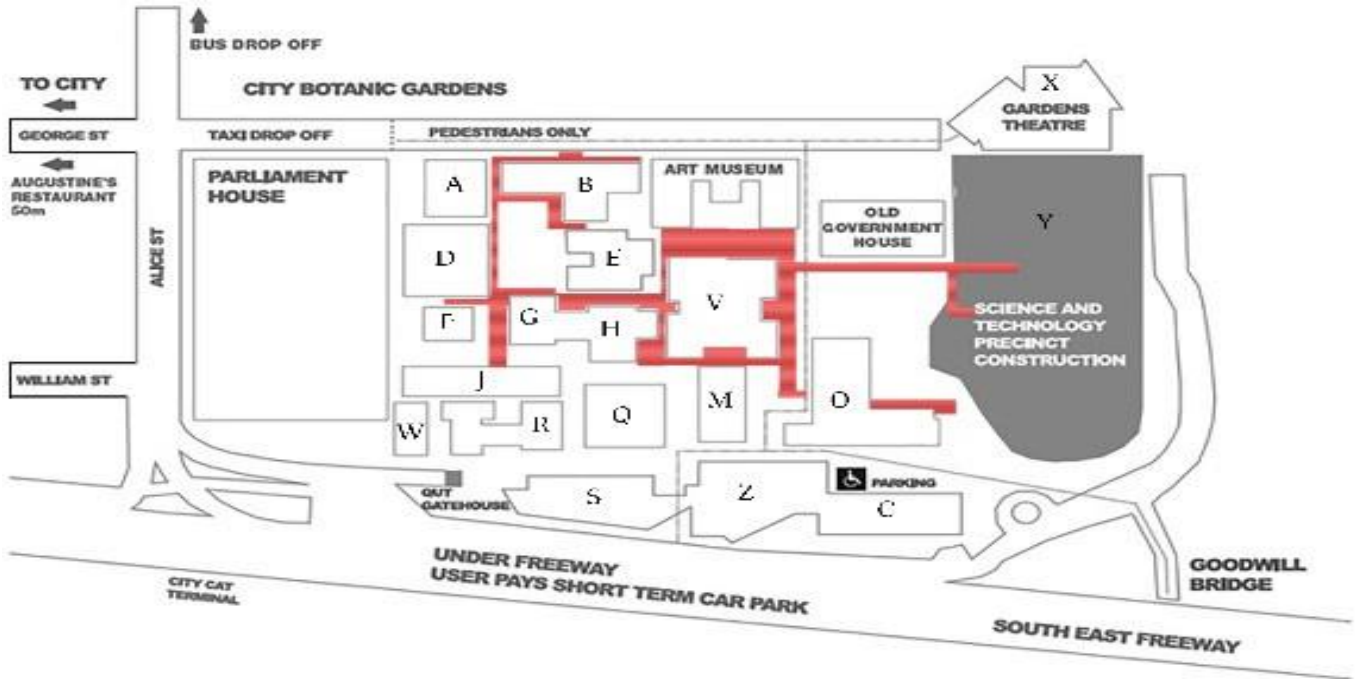 BUS DROP OFF
TO CITY
CITY BOTANIC GARDENS
X
GARDENS
THEATRE
GEORGE ST
TAXI DROP OFF
PEDESTRIANS ONLY
AUGUSTINE'S
RESTAURANT
50m
PARLIAMENT
HOUSE
A
B
ART MUSEUM
OLD
GOVERNMENT
HOUSE
Y
ALICE ST
D
E
V
F
G
H
SCIENCE AND
TECHNOLOGY
PRECINCT
CONSTRUCTION
WILLIAM ST
J
M
O
W
R
Q
QUT
GATEHOUSE
S
Z
PARKING
C
UNDER FREEWAY
USER PAYS SHORT TERM CAR PARK
CITY CAT
TERMINAL
GOODWILL
BRIDGE
SOUTH EAST FREEWAY